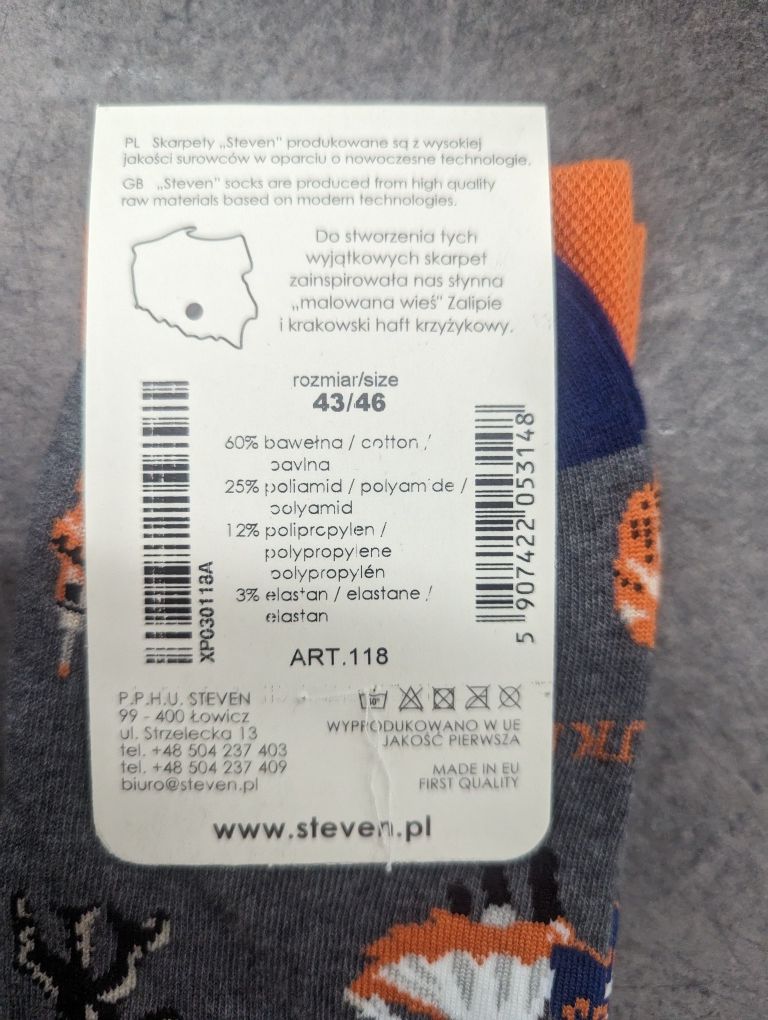 PL Skarpety „Steven" produkowane są z wysokiej
jakości surowców w oparciu o nowoczesne technologie.
GB „Steven" socks are produced from high quality
raw materials based on modern technologies.
Do stworzenia tych
wyjątkowych skarpet
zainspirowała nas słynna
„malowana wieś" Zalipie
i krakowski haft krzyżykowy.
rozmiar/size
43/46
60% bawełna / cotton /
bavlna
25% poliamid / polyamide /
polyamid
12% polipropylen /
polypropylene
polypropylén
3% elastan / elastane /
elastan
ART.118
XP030118A
5 907422 053148
P.P.H.U. STEVEN
99 - 400 Łowicz
ul. Strzelecka 13
tel. +48 504 237 403
tel. +48 504 237 409
biuro@steven.pl
WYPRODUKOWANO W UE
JAKOŚĆ PIERWSZA
MADE IN EU
FIRST QUALITY
www.steven.pl